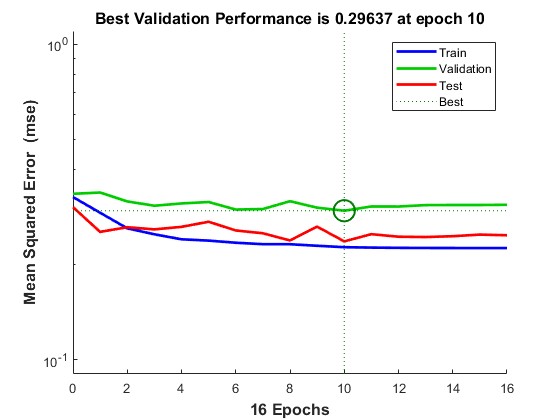 Best Validation Performance is 0.29637 at epoch 10
Mean Squared Error  (mse)
10^0
10^-1
Train
Validation
Test
Best
0 2 4 6 8 10 12 14 16
16 Epochs